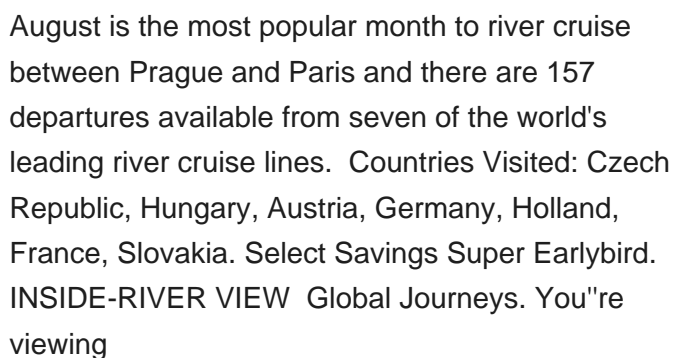 August is the most popular month to river cruise
between Prague and Paris and there are 157
departures available from seven of the world's
leading river cruise lines.  Countries Visited: Czech
Republic, Hungary, Austria, Germany, Holland,
France, Slovakia. Select Savings Super Earlybird.
INSIDE-RIVER VIEW  Global Journeys. You''re
viewing